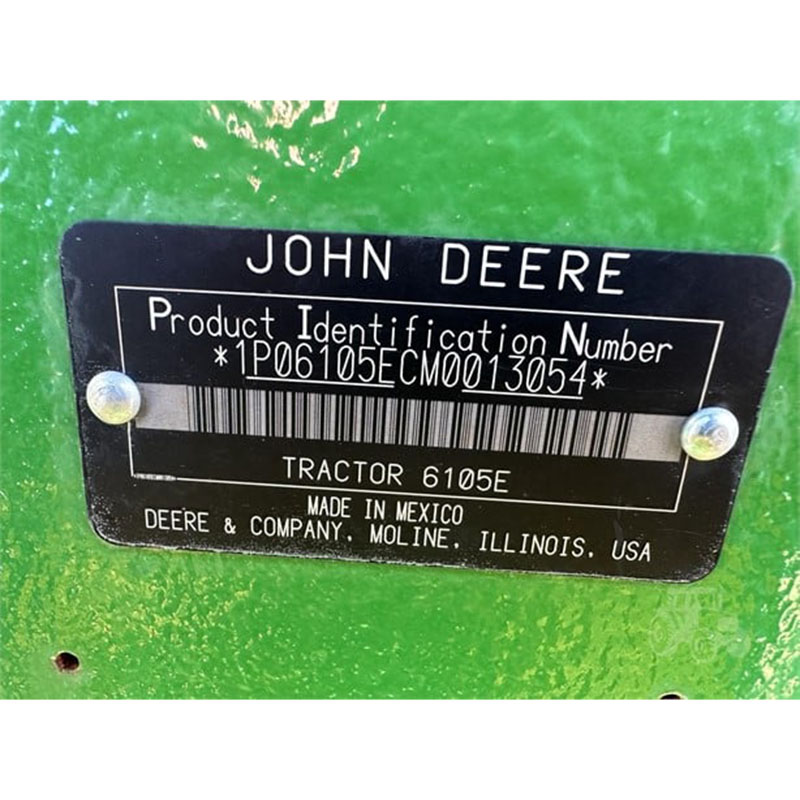 JOHN DEERE
Product Identification Number
*1P06105ECM0013054*
TRACTOR 6105E
MADE IN MEXICO
DEERE & COMPANY, MOLINE, ILLINOIS, USA